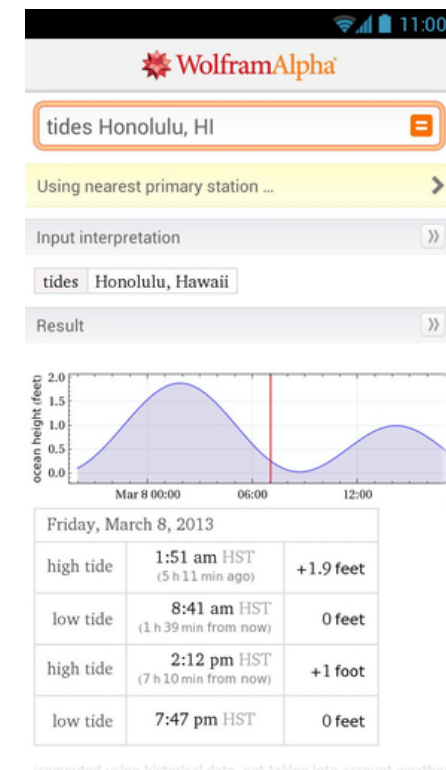 11:00
WolframAlpha
tides Honolulu, HI
Using nearest primary station ...
Input interpretation
tides Honolulu, Hawaii
Result
ocean height (feet)
2.0
1.5
1.0
0.5
0.0
Mar 8 00:00 06:00 12:00
Friday, March 8, 2013
high tide 1:51 am HST +1.9 feet
(5 h 11 min ago)
low tide 8:41 am HST 0 feet
(1 h 39 min from now)
high tide 2:12 pm HST +1 foot
(7 h 10 min from now)
low tide 7:47 pm HST 0 feet